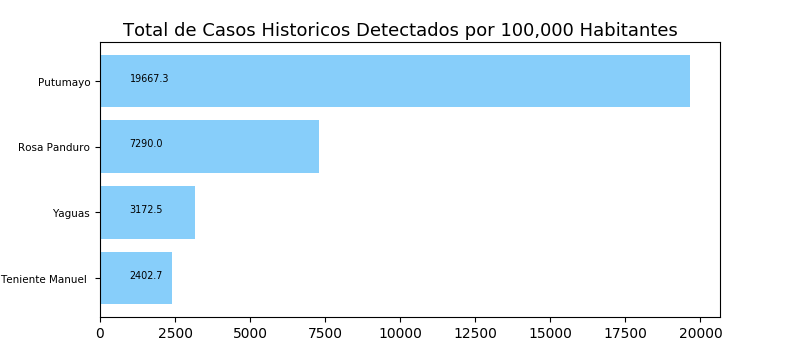 Total de Casos Historicos Detectados por 100,000 Habitantes
Putumayo
19667.3
Rosa Panduro
7290.0
Yaguas
3172.5
Teniente Manuel
2402.7
0 2500 5000 7500 10000 12500 15000 17500 20000